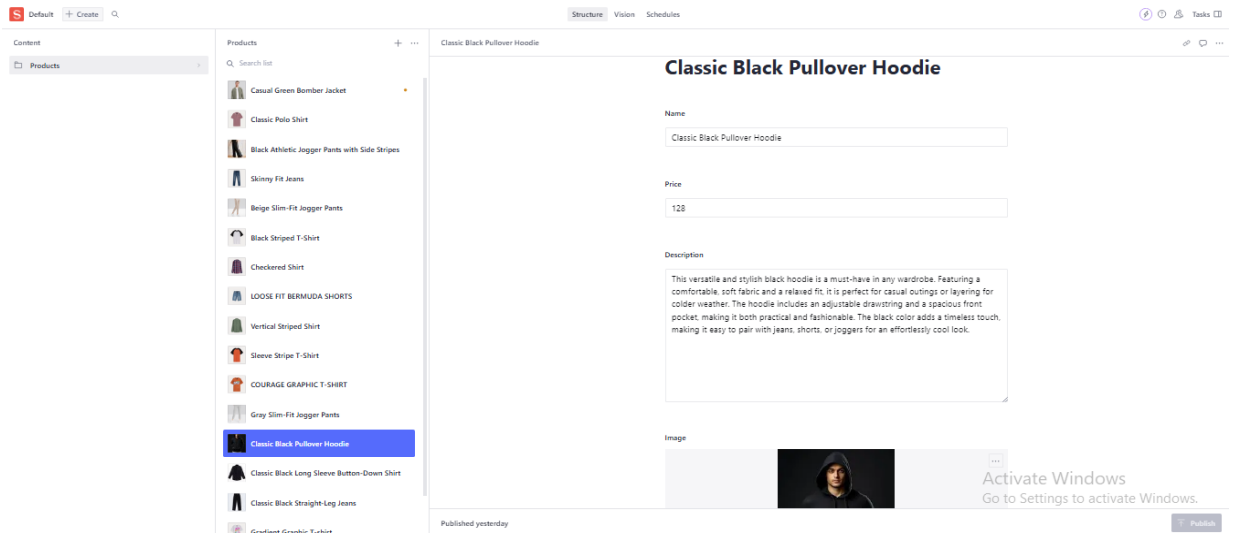 S Default + Create
Structure Vision Schedules
Tasks
Content
Products
Products
Search list
Casual Green Bomber Jacket
Classic Polo Shirt
Black Athletic Jogger Pants with Side Stripes
Skinny Fit Jeans
Beige Slim-Fit Jogger Pants
Black Striped T-Shirt
Checkered Shirt
LOOSE FIT BERMUDA SHORTS
Vertical Striped Shirt
Sleeve Stripe T-Shirt
COURAGE GRAPHIC T-SHIRT
Gray Slim-Fit Jogger Pants
Classic Black Pullover Hoodie
Classic Black Long Sleeve Button-Down Shirt
Classic Black Straight-Leg Jeans
Gradient Graphic T-shirt
Classic Black Pullover Hoodie
Classic Black Pullover Hoodie
Name
Classic Black Pullover Hoodie
Price
128
Description
This versatile and stylish black hoodie is a must-have in any wardrobe. Featuring a
comfortable, soft fabric and a relaxed fit, it is perfect for casual outings or layering for
colder weather. The hoodie includes an adjustable drawstring and a spacious front
pocket, making it both practical and fashionable. The black color adds a timeless touch,
making it easy to pair with jeans, shorts, or joggers for an effortlessly cool look.
Image
Activate Windows
Go to Settings to activate Windows.
Published yesterday
Publish